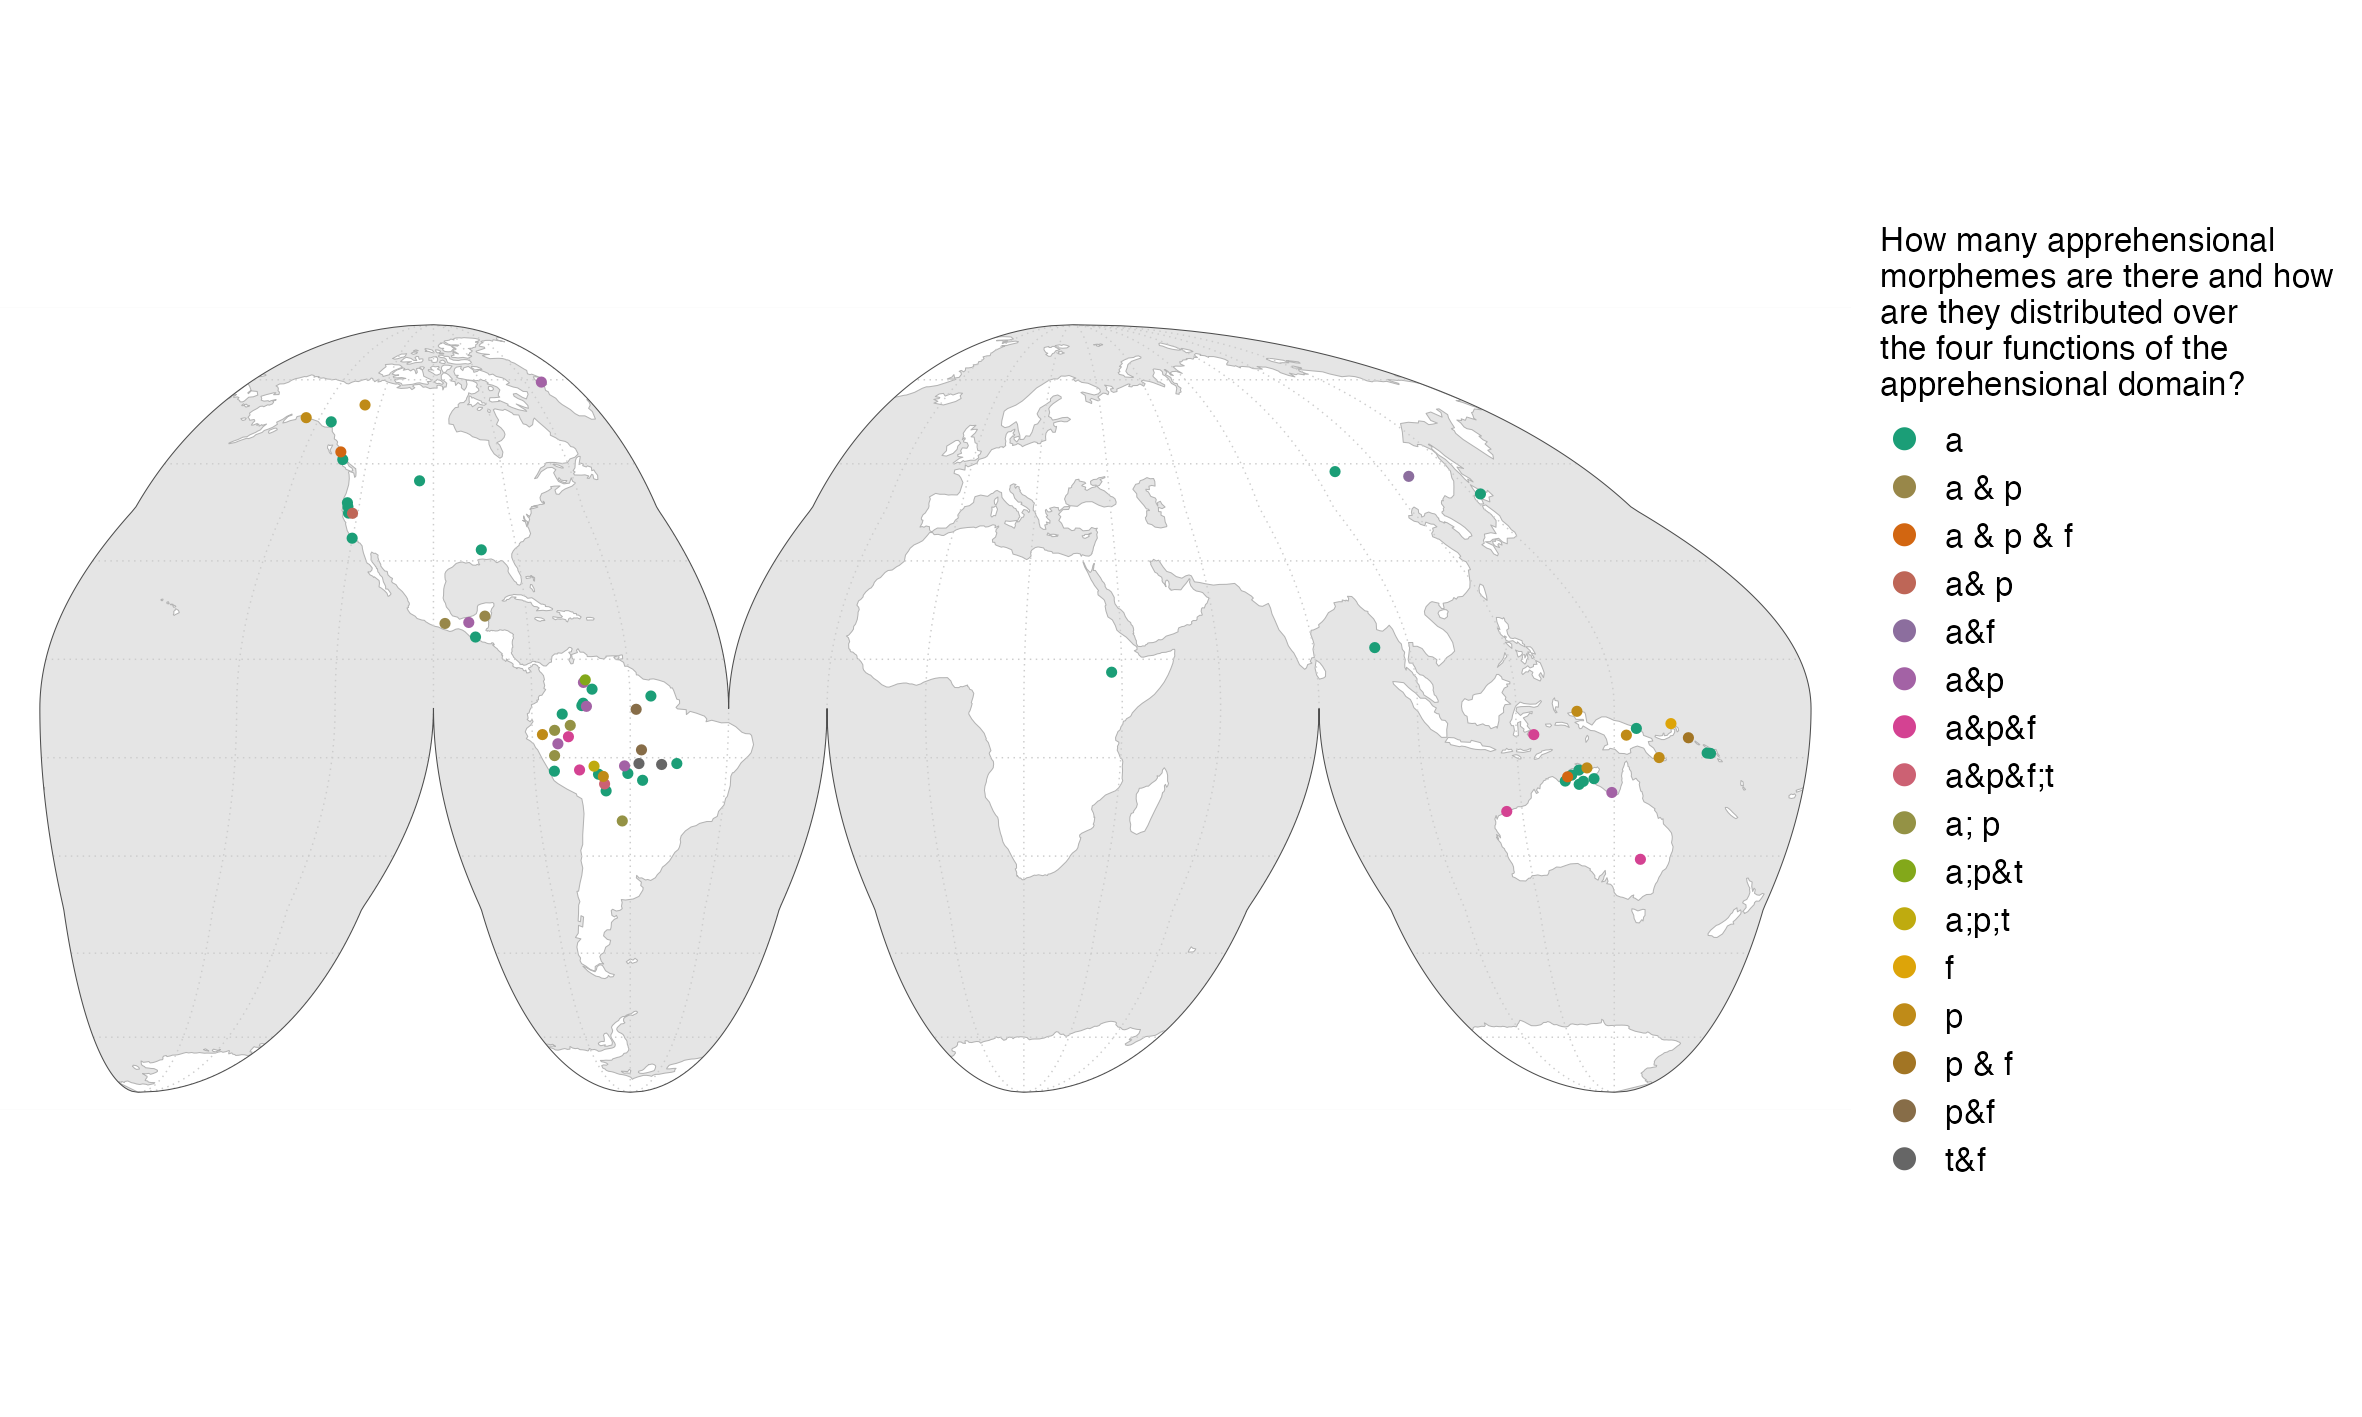 How many apprehensional
morphemes are there and how
are they distributed over
the four functions of the
apprehensional domain?
a
a & p
a & p & f
a& p
a&f
a&p
a&p&f
a&p&f;t
a; p
a;p&t
a;p;t
f
p
p & f
p&f
t&f